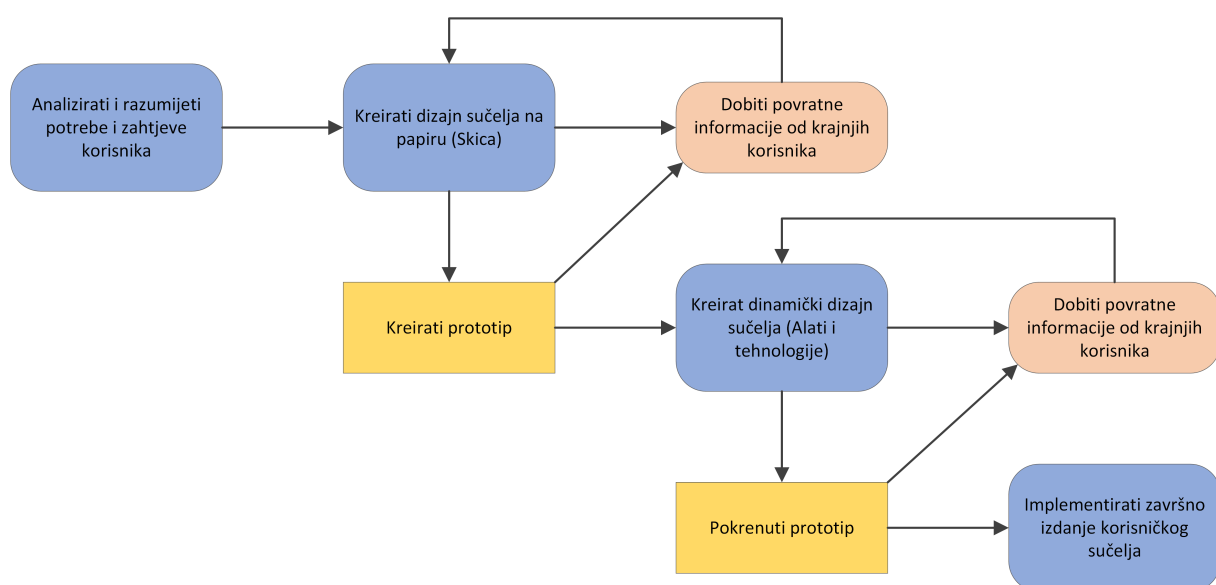 Analizirati i razumijeti
potrebe i zahtjeve
korisnika
Kreirati dizajn sučelja na
papiru (Skica)
Dobiti povratne
informacije od krajnjih
korisnika
Kreirati prototip
Kreirat dinamički dizajn
sučelja (Alati i
tehnologije)
Dobiti povratne
informacije od krajnjih
korisnika
Pokrenuti prototip
Implementirati završno
izdanje korisničkog
sučelja